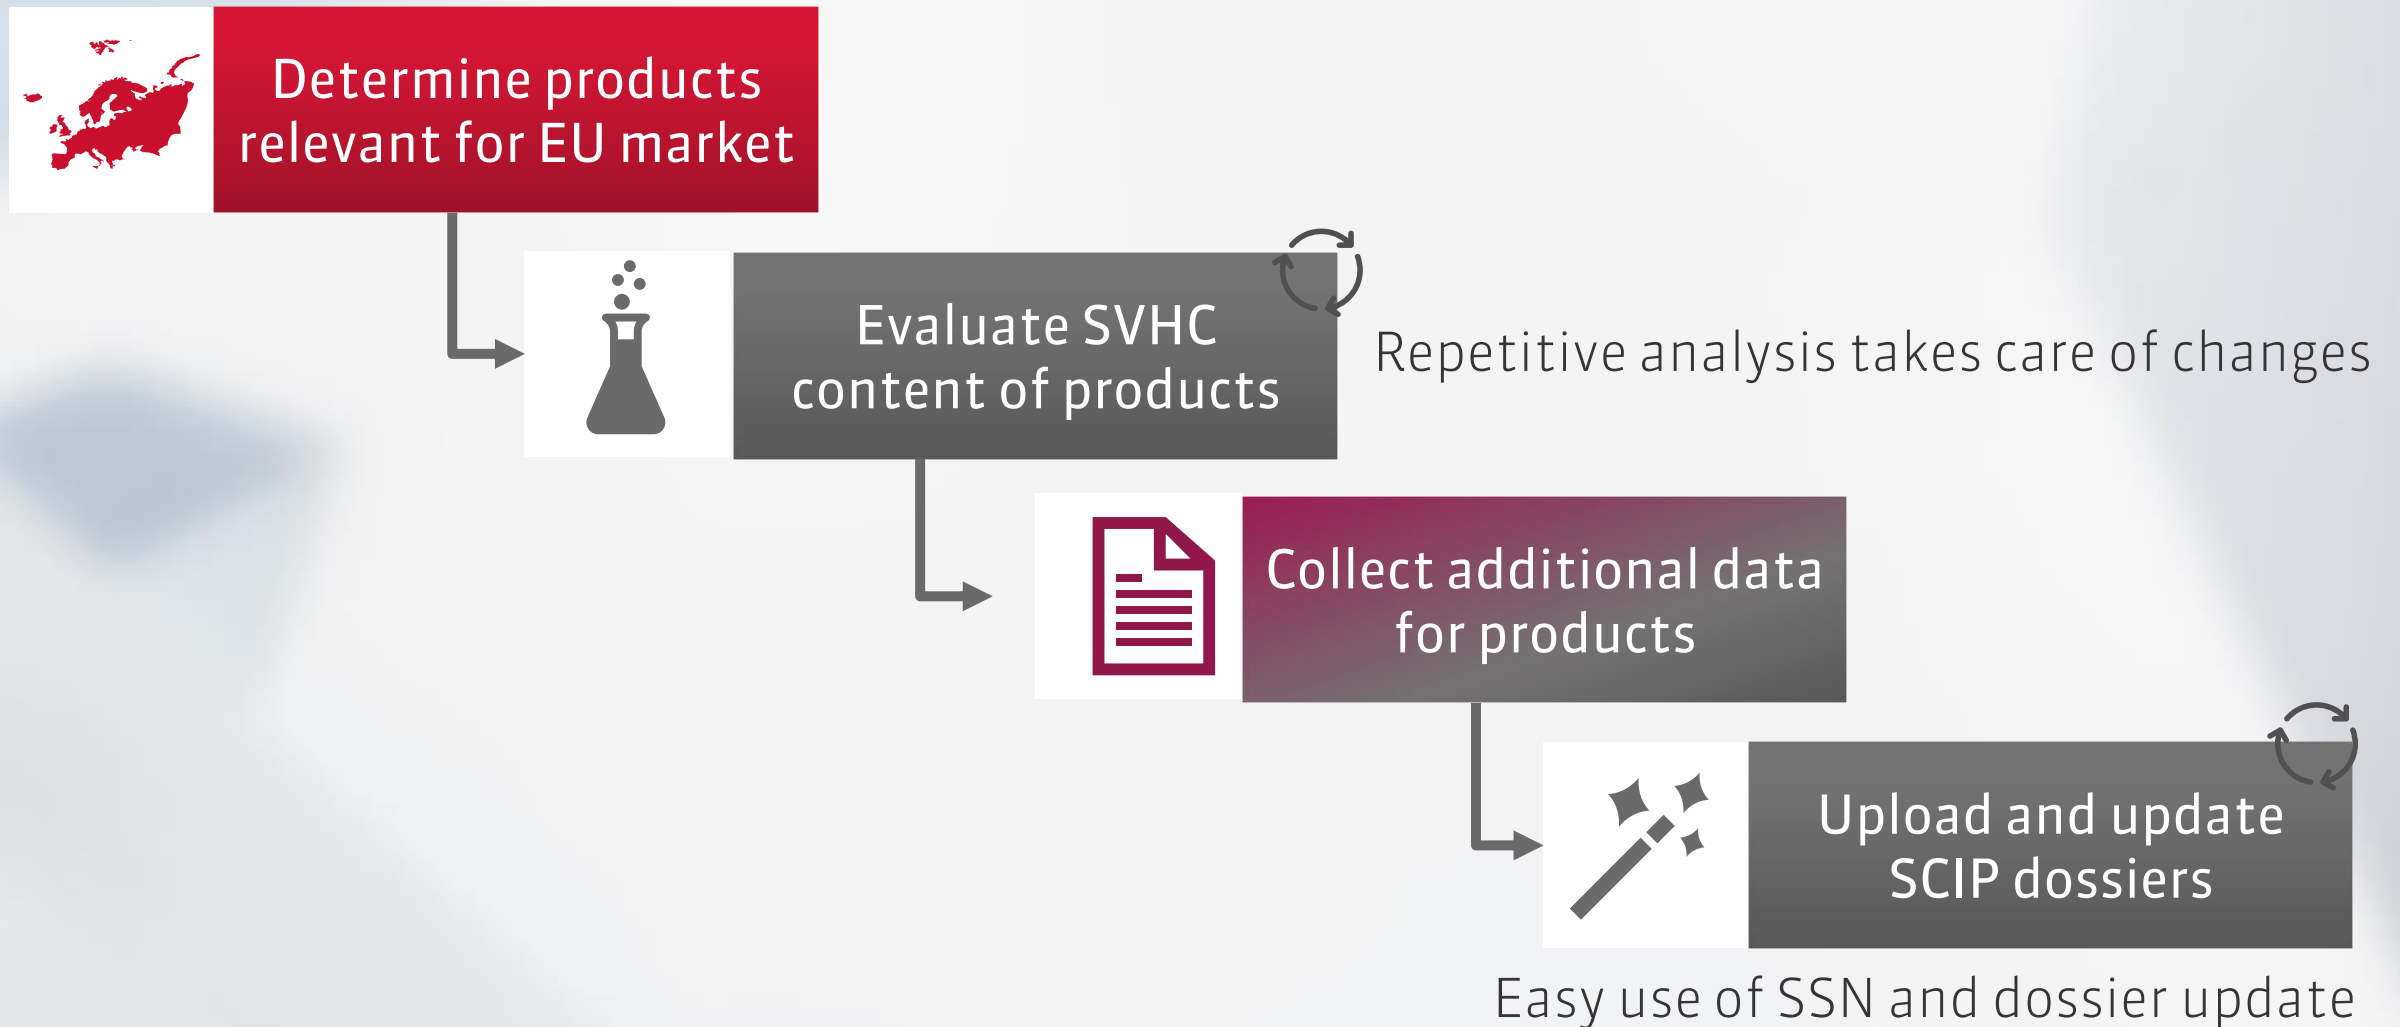 Determine products
relevant for EU market
Evaluate SVHC
content of products
Repetitive analysis takes care of changes
Collect additional data
for products
Upload and update
SCIP dossiers
Easy use of SSN and dossier update